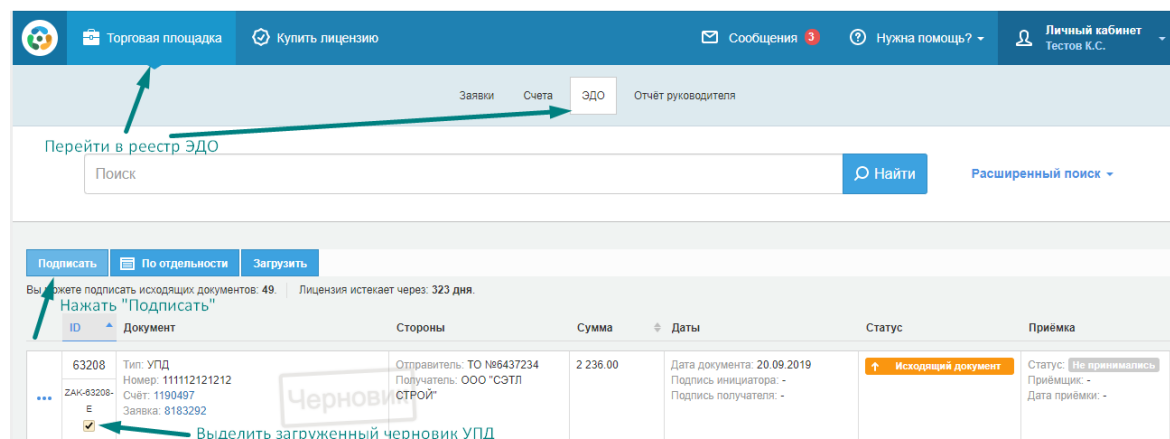 Торговая площадка
Купить лицензию
Сообщения 3
Нужна помощь?
Личный кабинет
Тестов К.С.
Заявки Счета ЭДО Отчёт руководителя
Перейти в реестр ЭДО
Поиск
Найти
Расширенный поиск
Подписать По отдельности Загрузить
Вы можете подписать исходящих документов: 49. Лицензия истекает через: 323 дня.
Нажать "Подписать"
ID Документ Стороны Сумма Даты Статус Приёмка
63208
ZAK-63208-
E
Тип: УПД
Номер: 111112121212
Счёт: 1190497
Заявка: 8183292
Черновик
Отправитель: ТО №6437234
Получатель: ООО "СЭТЛ
СТРОЙ"
2 236.00
Дата документа: 20.09.2019
Подпись инициатора: -
Подпись получателя: -
Исходящий документ
Статус: Не принимались
Приёмщик: -
Дата приёмки: -
Выделить загруженный черновик УПД